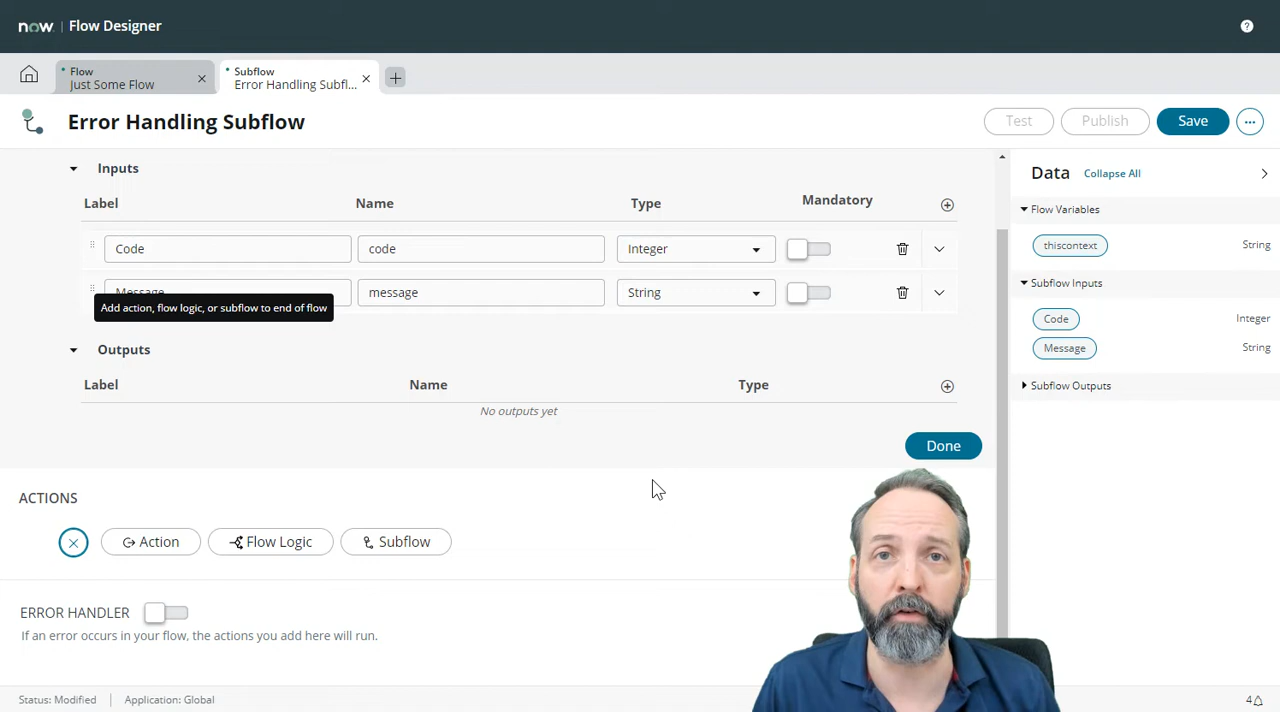 now. | Flow Designer
Flow
Just Some Flow
Subflow
Error Handling Subfl...
Error Handling Subflow
Test
Publish
Save
Inputs
Label Name Type Mandatory
Code code Integer
Message message String
Add action, flow logic, or subflow to end of flow
Outputs
Label Name Type
No outputs yet
Done
ACTIONS
Action
Flow Logic
Subflow
ERROR HANDLER
If an error occurs in your flow, the actions you add here will run.
Data Collapse All
Flow Variables
thiscontext String
Subflow Inputs
Code Integer
Message String
Subflow Outputs
Status: Modified | Application: Global
4